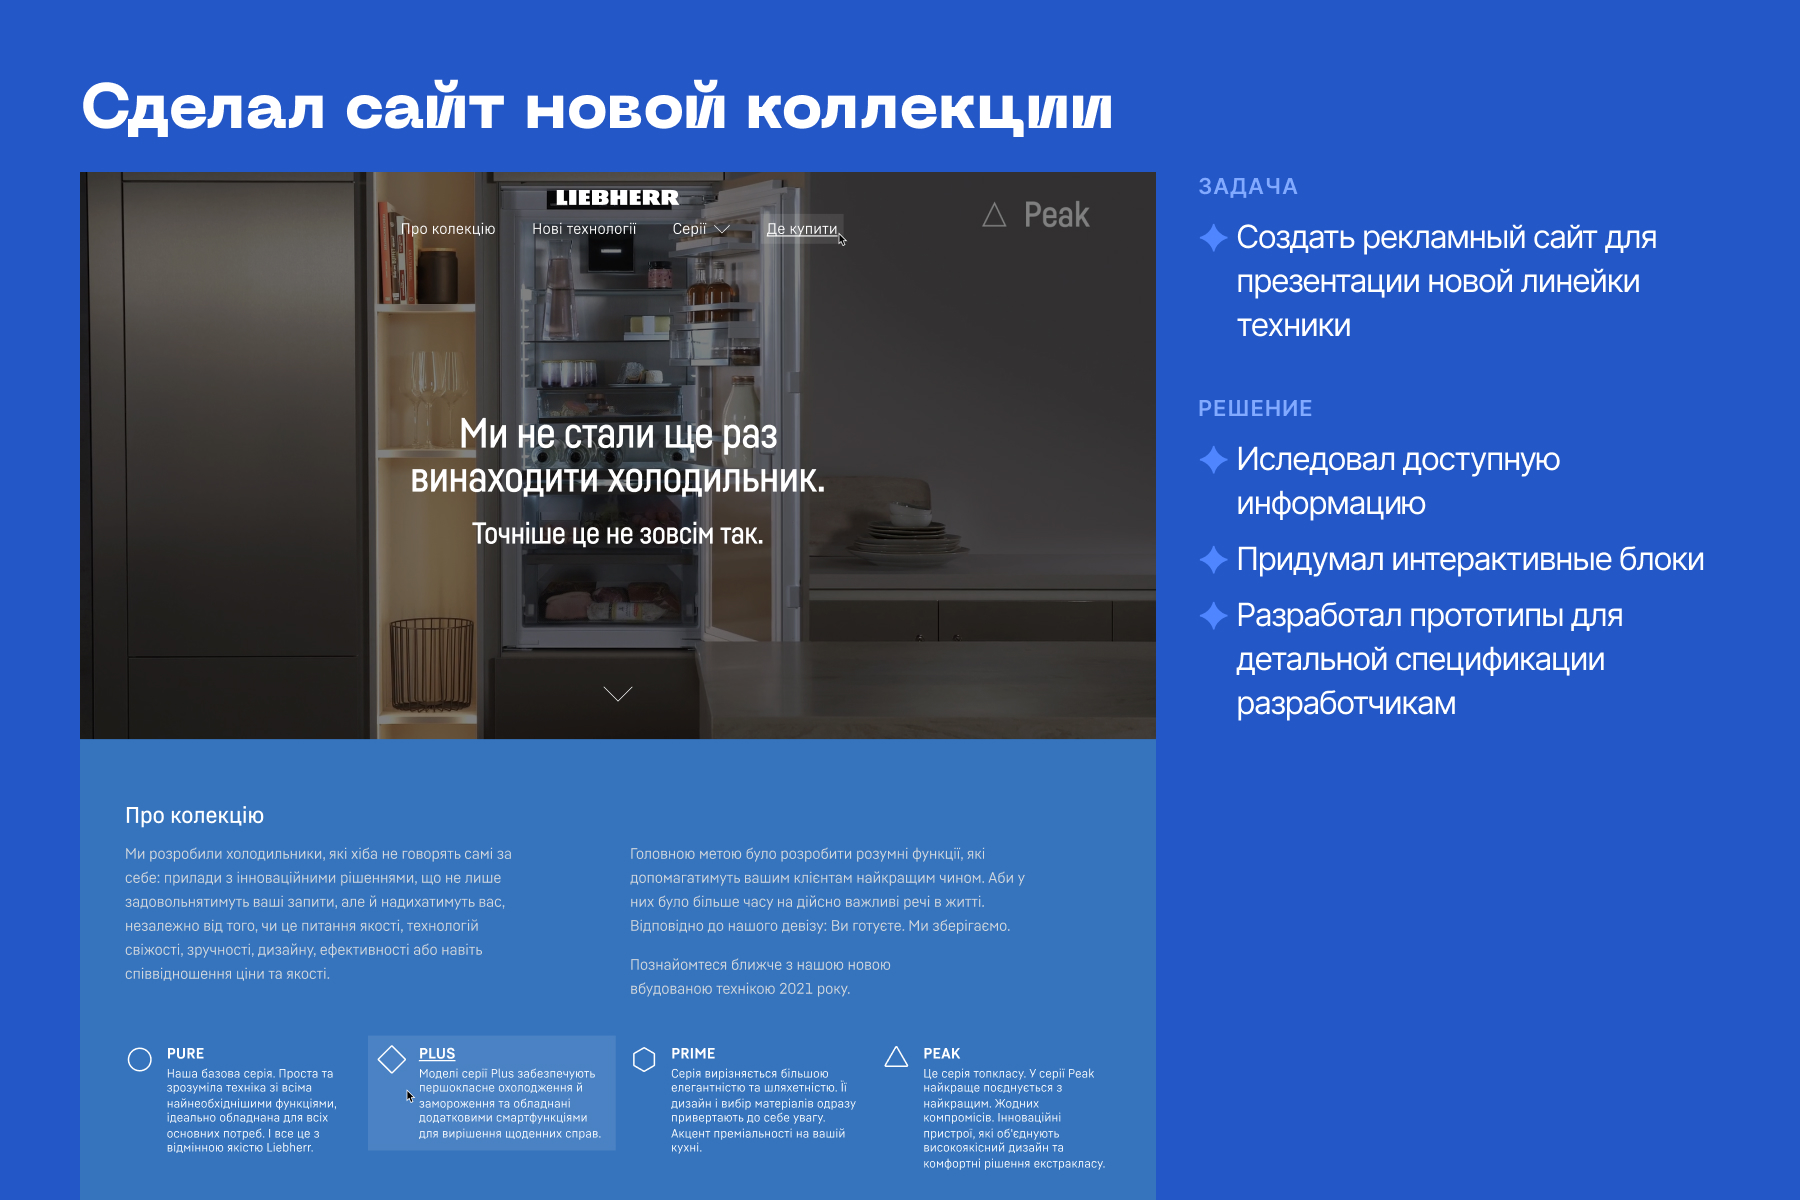 Сделал сайт новой коллекции
LIEBHERR
Про колекцію
Нові технології
Серії
Де купити
Peak
Ми не стали ще раз
винаходити холодильник.
Точніше це не зовсім так.
Про колекцію
Ми розробили холодильники, які хіба не говорять самі за
себе: прилади з інноваційними рішеннями, що не лише
задовольнятимуть ваші запити, але й надихатимуть вас,
незалежно від того, чи це питання якості, технологій
свіжості, зручності, дизайну, ефективності або навіть
співвідношення ціни та якості.
Головною метою було розробити розумні функції, які
допомагатимуть вашим клієнтам найкращим чином. Аби у
них було більше часу на дійсно важливі речі в житті.
Відповідно до нашого девізу: Ви готуєте. Ми зберігаємо.
Познайомтеся ближче з нашою новою
вбудованою технікою 2021 року.
PURE
Наша базова серія. Проста та
зрозуміла техніка зі всіма
найнеобхіднішими функціями,
ідеально обладнана для всіх
основних потреб. І все це з
відмінною якістю Liebherr.
PLUS
Моделі серії Plus забезпечують
першокласне охолодження й
замороження та обладнані
додатковими смартфункціями
для вирішення щоденних справ.
PRIME
Серія вирізняється більшою
елегантністю та шляхетністю. Її
дизайн і вибір матеріалів одразу
привертають до себе увагу.
Акцент преміальності на вашій
кухні.
PEAK
Це серія топкласу. У серії Peak
найкраще поєднується з
найкращим. Жодних
компромісів. Інноваційні
пристрої, які об'єднують
високоякісний дизайн та
комфортні рішення екстракласу.
ЗАДАЧА
Создать рекламный сайт для
презентации новой линейки
техники
РЕШЕНИЕ
Иследовал доступную
информацию
Придумал интерактивные блоки
Разработал прототипы для
детальной спецификации
разработчикам